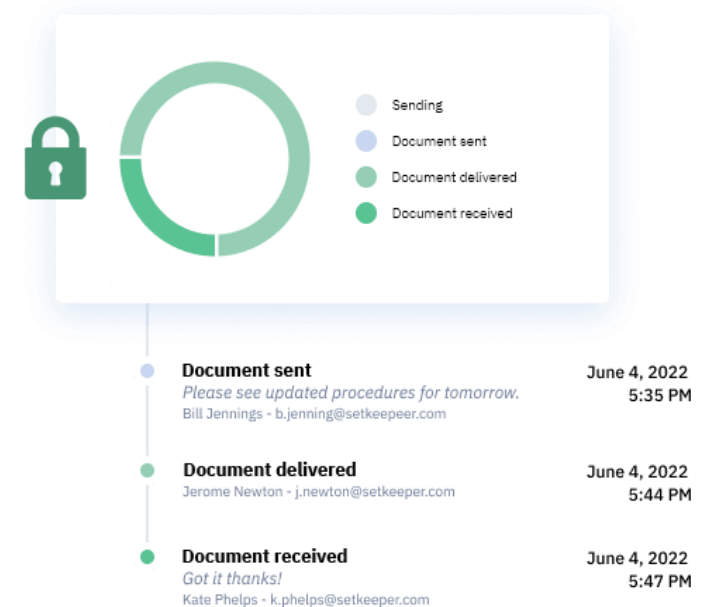 Sending
Document sent
Document delivered
Document received
Document sent
June 4, 2022
Please see updated procedures for tomorrow.
5:35 PM
Bill Jennings - b.jenning@setkeepeer.com
Document delivered
June 4, 2022
Jerome Newton - j.newton@setkeeper.com
5:44 PM
Document received
June 4, 2022
Got it thanks!
5:47 PM
Kate Phelps - k.phelps@setkeeper.com